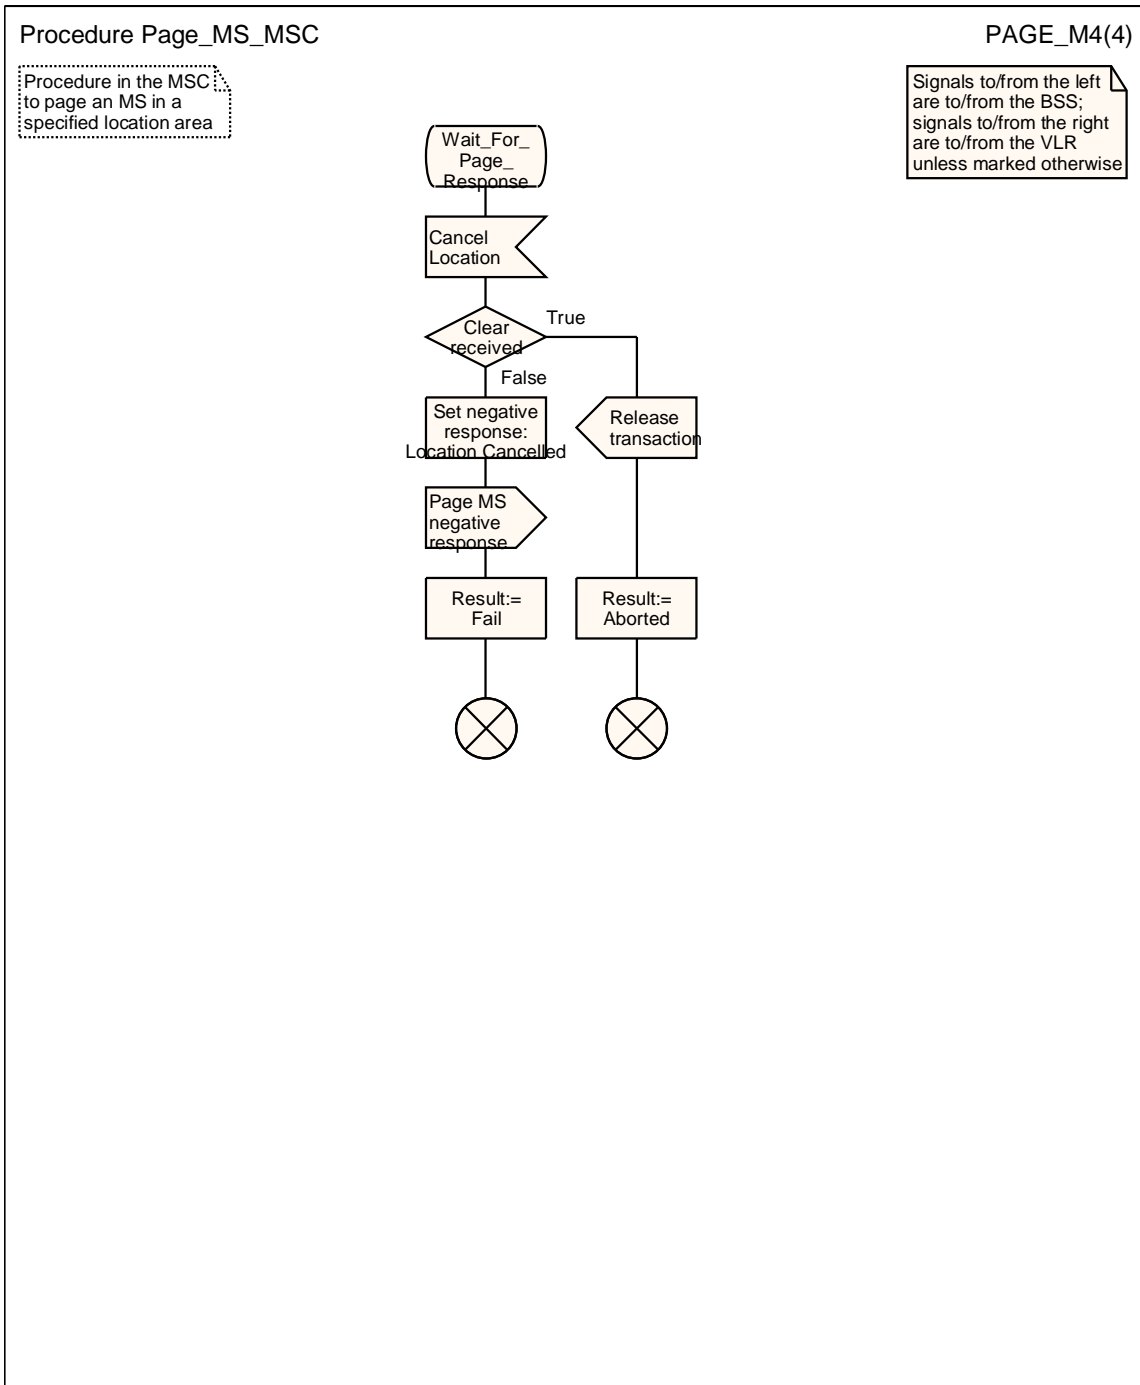 Procedure Page_MS_MSC
PAGE_M4(4)
Procedure in the MSC
to page an MS in a
specified location area
Signals to/from the left
are to/from the BSS;
signals to/from the right
are to/from the VLR
unless marked otherwise
Wait_For_
Page_
Response
Cancel
Location
Clear
received
True
False
Set negative
response:
Location Cancelled
Release
transaction
Page MS
negative
response
Result:=
Fail
Result:=
Aborted